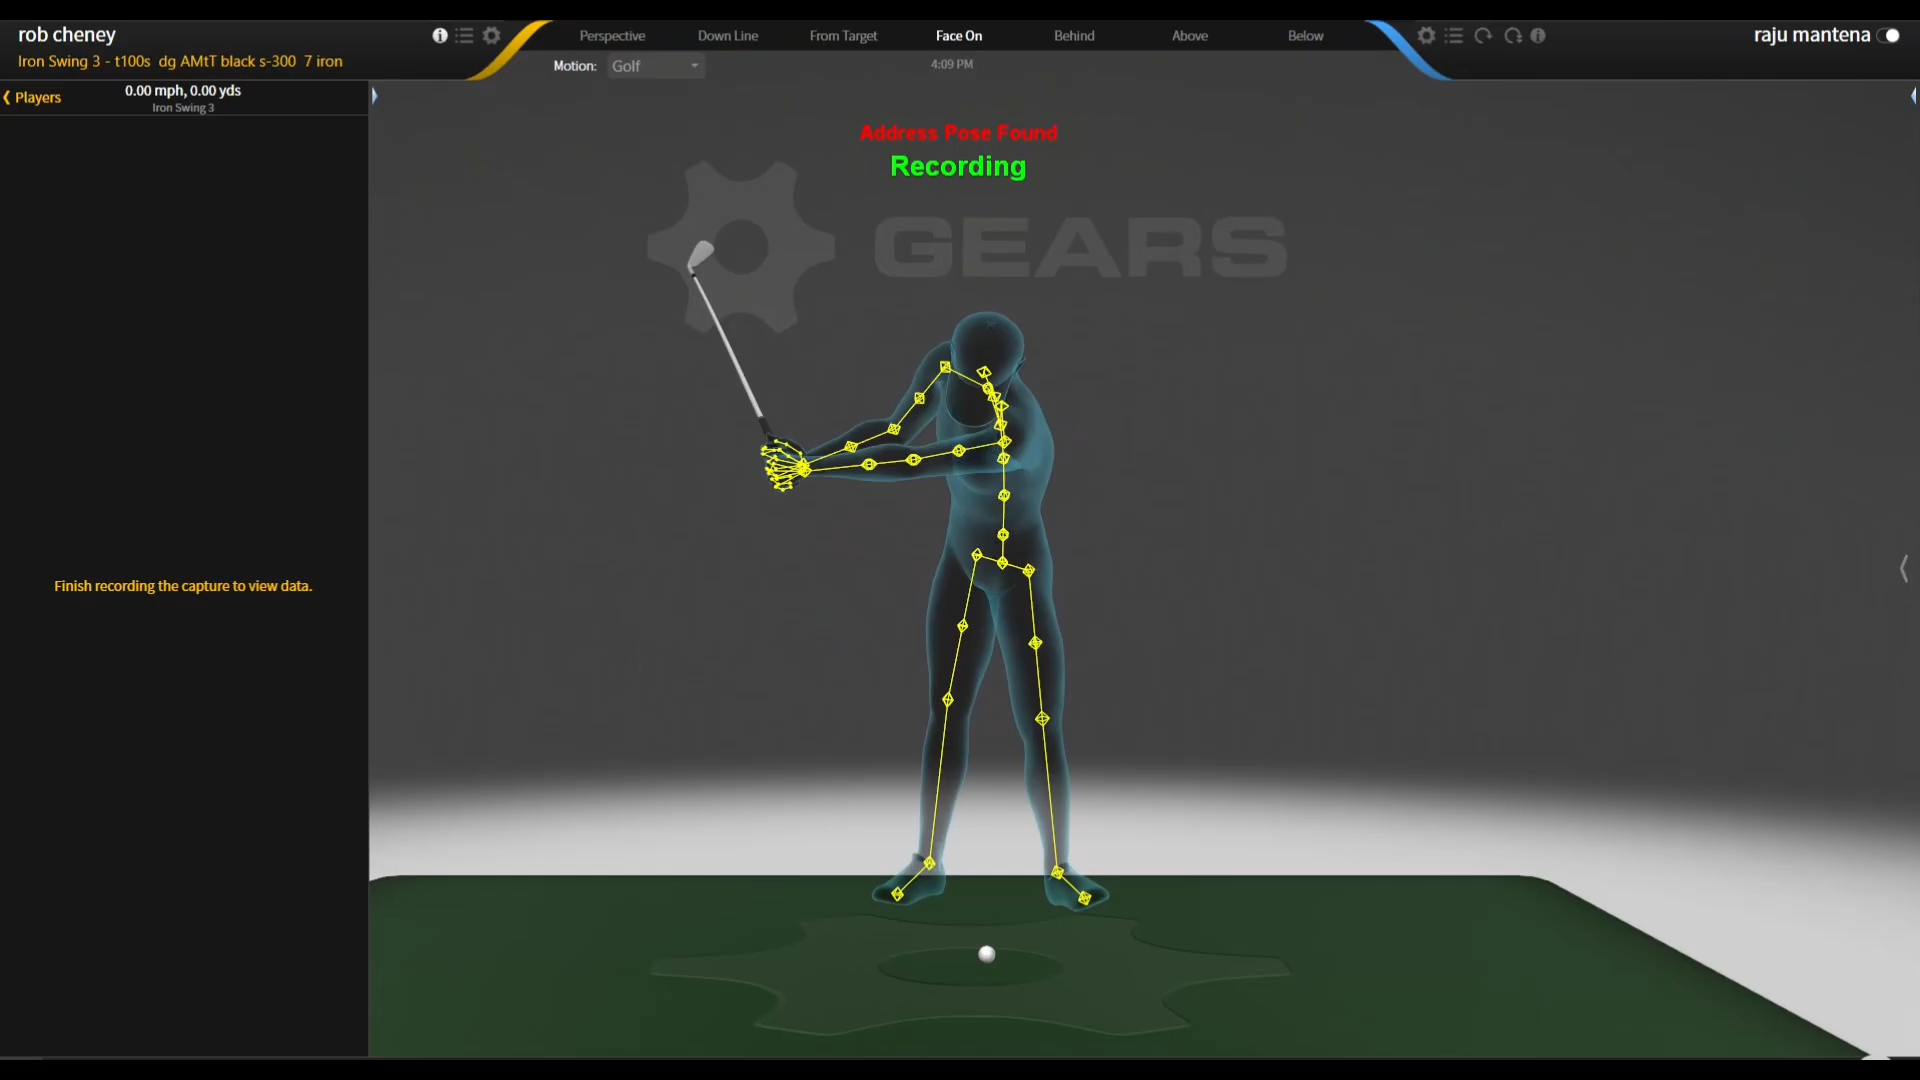 rob cheney
Iron Swing 3 - t100s dg AMtT black s-300 7 iron
Perspective
Down Line
From Target
Face On
Behind
Above
Below
raju mantena
Motion:
Golf
4:09 PM
Players
0.00 mph, 0.00 yds
Iron Swing 3
Address Pose Found
Recording
GEARS
Finish recording the capture to view data.